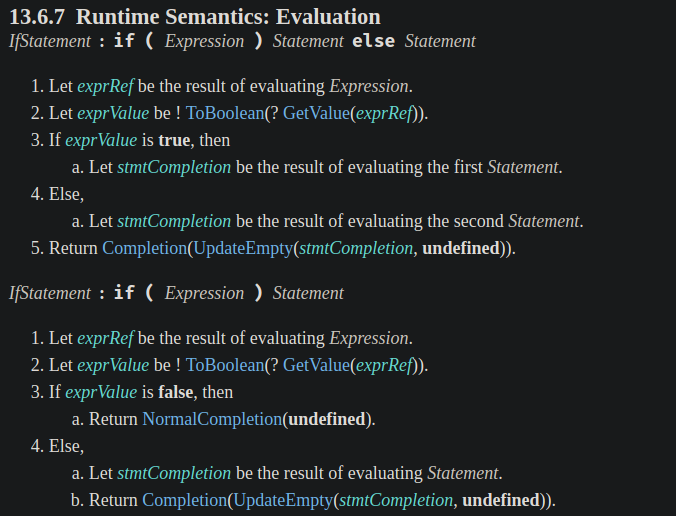 13.6.7 Runtime Semantics: Evaluation
IfStatement : if ( Expression ) Statement else Statement
1. Let exprRef be the result of evaluating Expression.
2. Let exprValue be ! ToBoolean(? GetValue(exprRef)).
3. If exprValue is true, then
a. Let stmtCompletion be the result of evaluating the first Statement.
4. Else,
a. Let stmtCompletion be the result of evaluating the second Statement.
5. Return Completion(UpdateEmpty(stmtCompletion, undefined)).
IfStatement : if ( Expression ) Statement
1. Let exprRef be the result of evaluating Expression.
2. Let exprValue be ! ToBoolean(? GetValue(exprRef)).
3. If exprValue is false, then
a. Return NormalCompletion(undefined).
4. Else,
a. Let stmtCompletion be the result of evaluating Statement.
b. Return Completion(UpdateEmpty(stmtCompletion, undefined)).